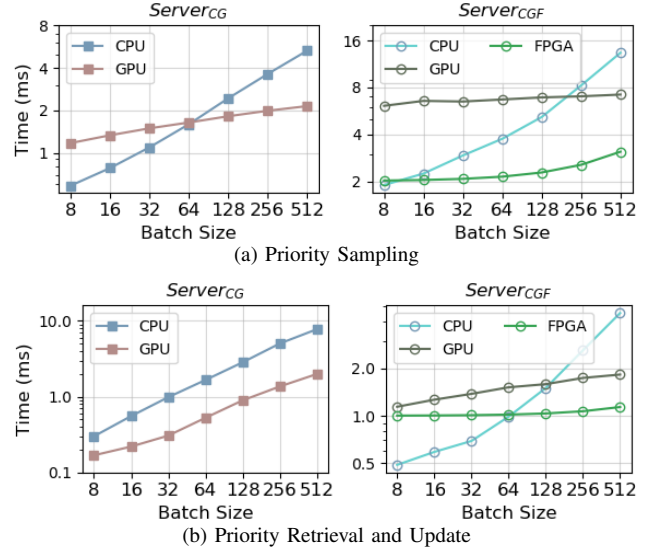 Server_CG
Server_CGF
8
4
2
1
Time (ms)
CPU
GPU
8 16 32 64 128 256 512
Batch Size
16
8
4
2
CPU
GPU
FPGA
8 16 32 64 128 256 512
Batch Size
(a) Priority Sampling
Server_CG
Server_CGF
10.0
1.0
0.1
Time (ms)
CPU
GPU
8 16 32 64 128 256 512
Batch Size
2.0
1.0
0.5
CPU
GPU
FPGA
8 16 32 64 128 256 512
Batch Size
(b) Priority Retrieval and Update